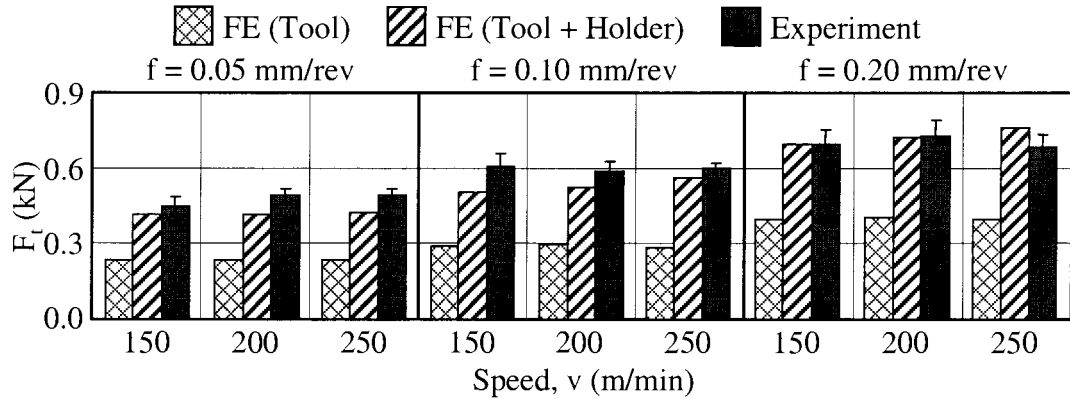 FE (Tool) FE (Tool + Holder) Experiment
f = 0.05 mm/rev f = 0.10 mm/rev f = 0.20 mm/rev
0.9
0.6
0.3
0.0
F_t (kN)
150 200 250 150 200 250 150 200 250
Speed, v (m/min)